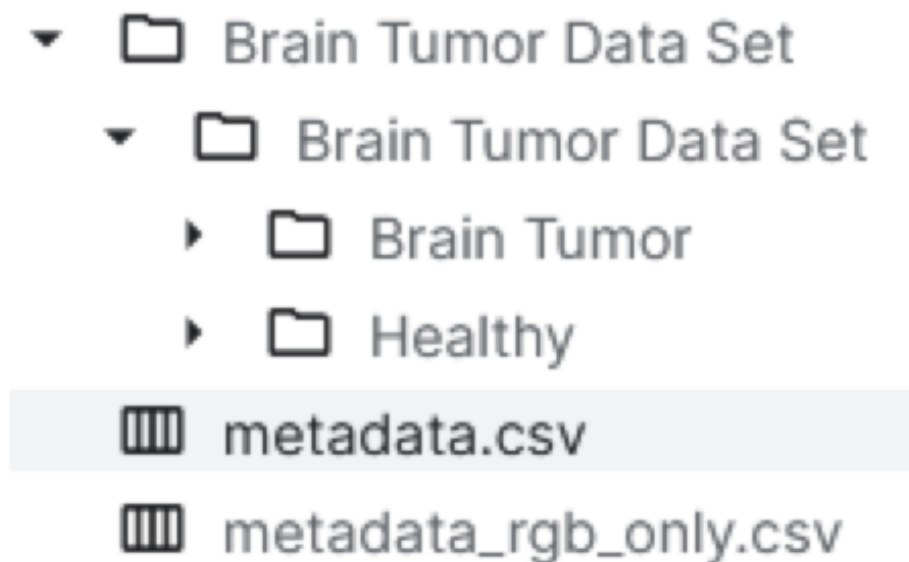 Brain Tumor Data Set
Brain Tumor Data Set
Brain Tumor
Healthy
metadata.csv
metadata_rgb_only.csv